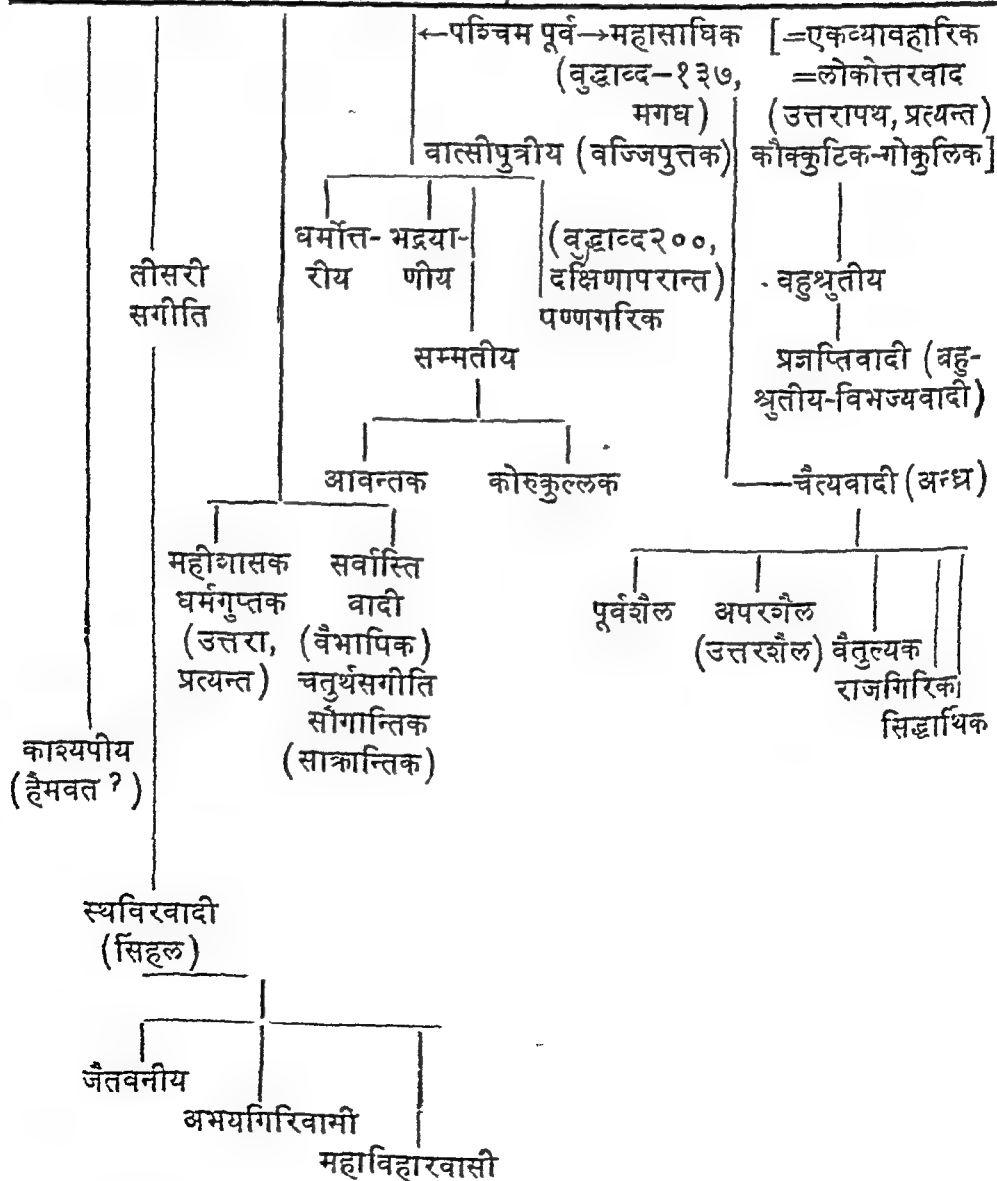 ←पश्चिम पूर्व→महासाघिक [=एकव्यावहारिक
(वुद्धाव्द-१३७, =लोकोत्तरवाद
मगध) (उत्तरापथ, प्रत्यन्त)
वात्सीपुत्रीय (वज्जिपुत्तक) कौक्कुटिक-गोकुलिक]
धर्मोत्त- भद्रया- (वुद्धाव्द२००,
तीसरी रीय णीय दक्षिणापरान्त) वहुश्रुतीय
सगीति पण्णगरिक
सम्मतीय प्रज्ञप्तिवादी (वहु-
श्रुतीय-विभज्यवादी)
आवन्तक कोरुकुल्लक चैत्यवादी (अन्ध्र)
महीशासक सर्वास्ति
धर्मगुप्तक वादी पूर्वशैल अपरशैल
(उत्तरा, (वैभापिक) (उत्तरशैल) वैतुल्यक
प्रत्यन्त) चतुर्थसगीति राजगिरिक
सौगान्तिक सिद्धार्थिक
काश्यपीय (साक्रान्तिक)
(हैमवत ?)
स्थविरवादी
(सिंहल)
जैतवनीय
अभयगिरिवामी
महाविहारवासी